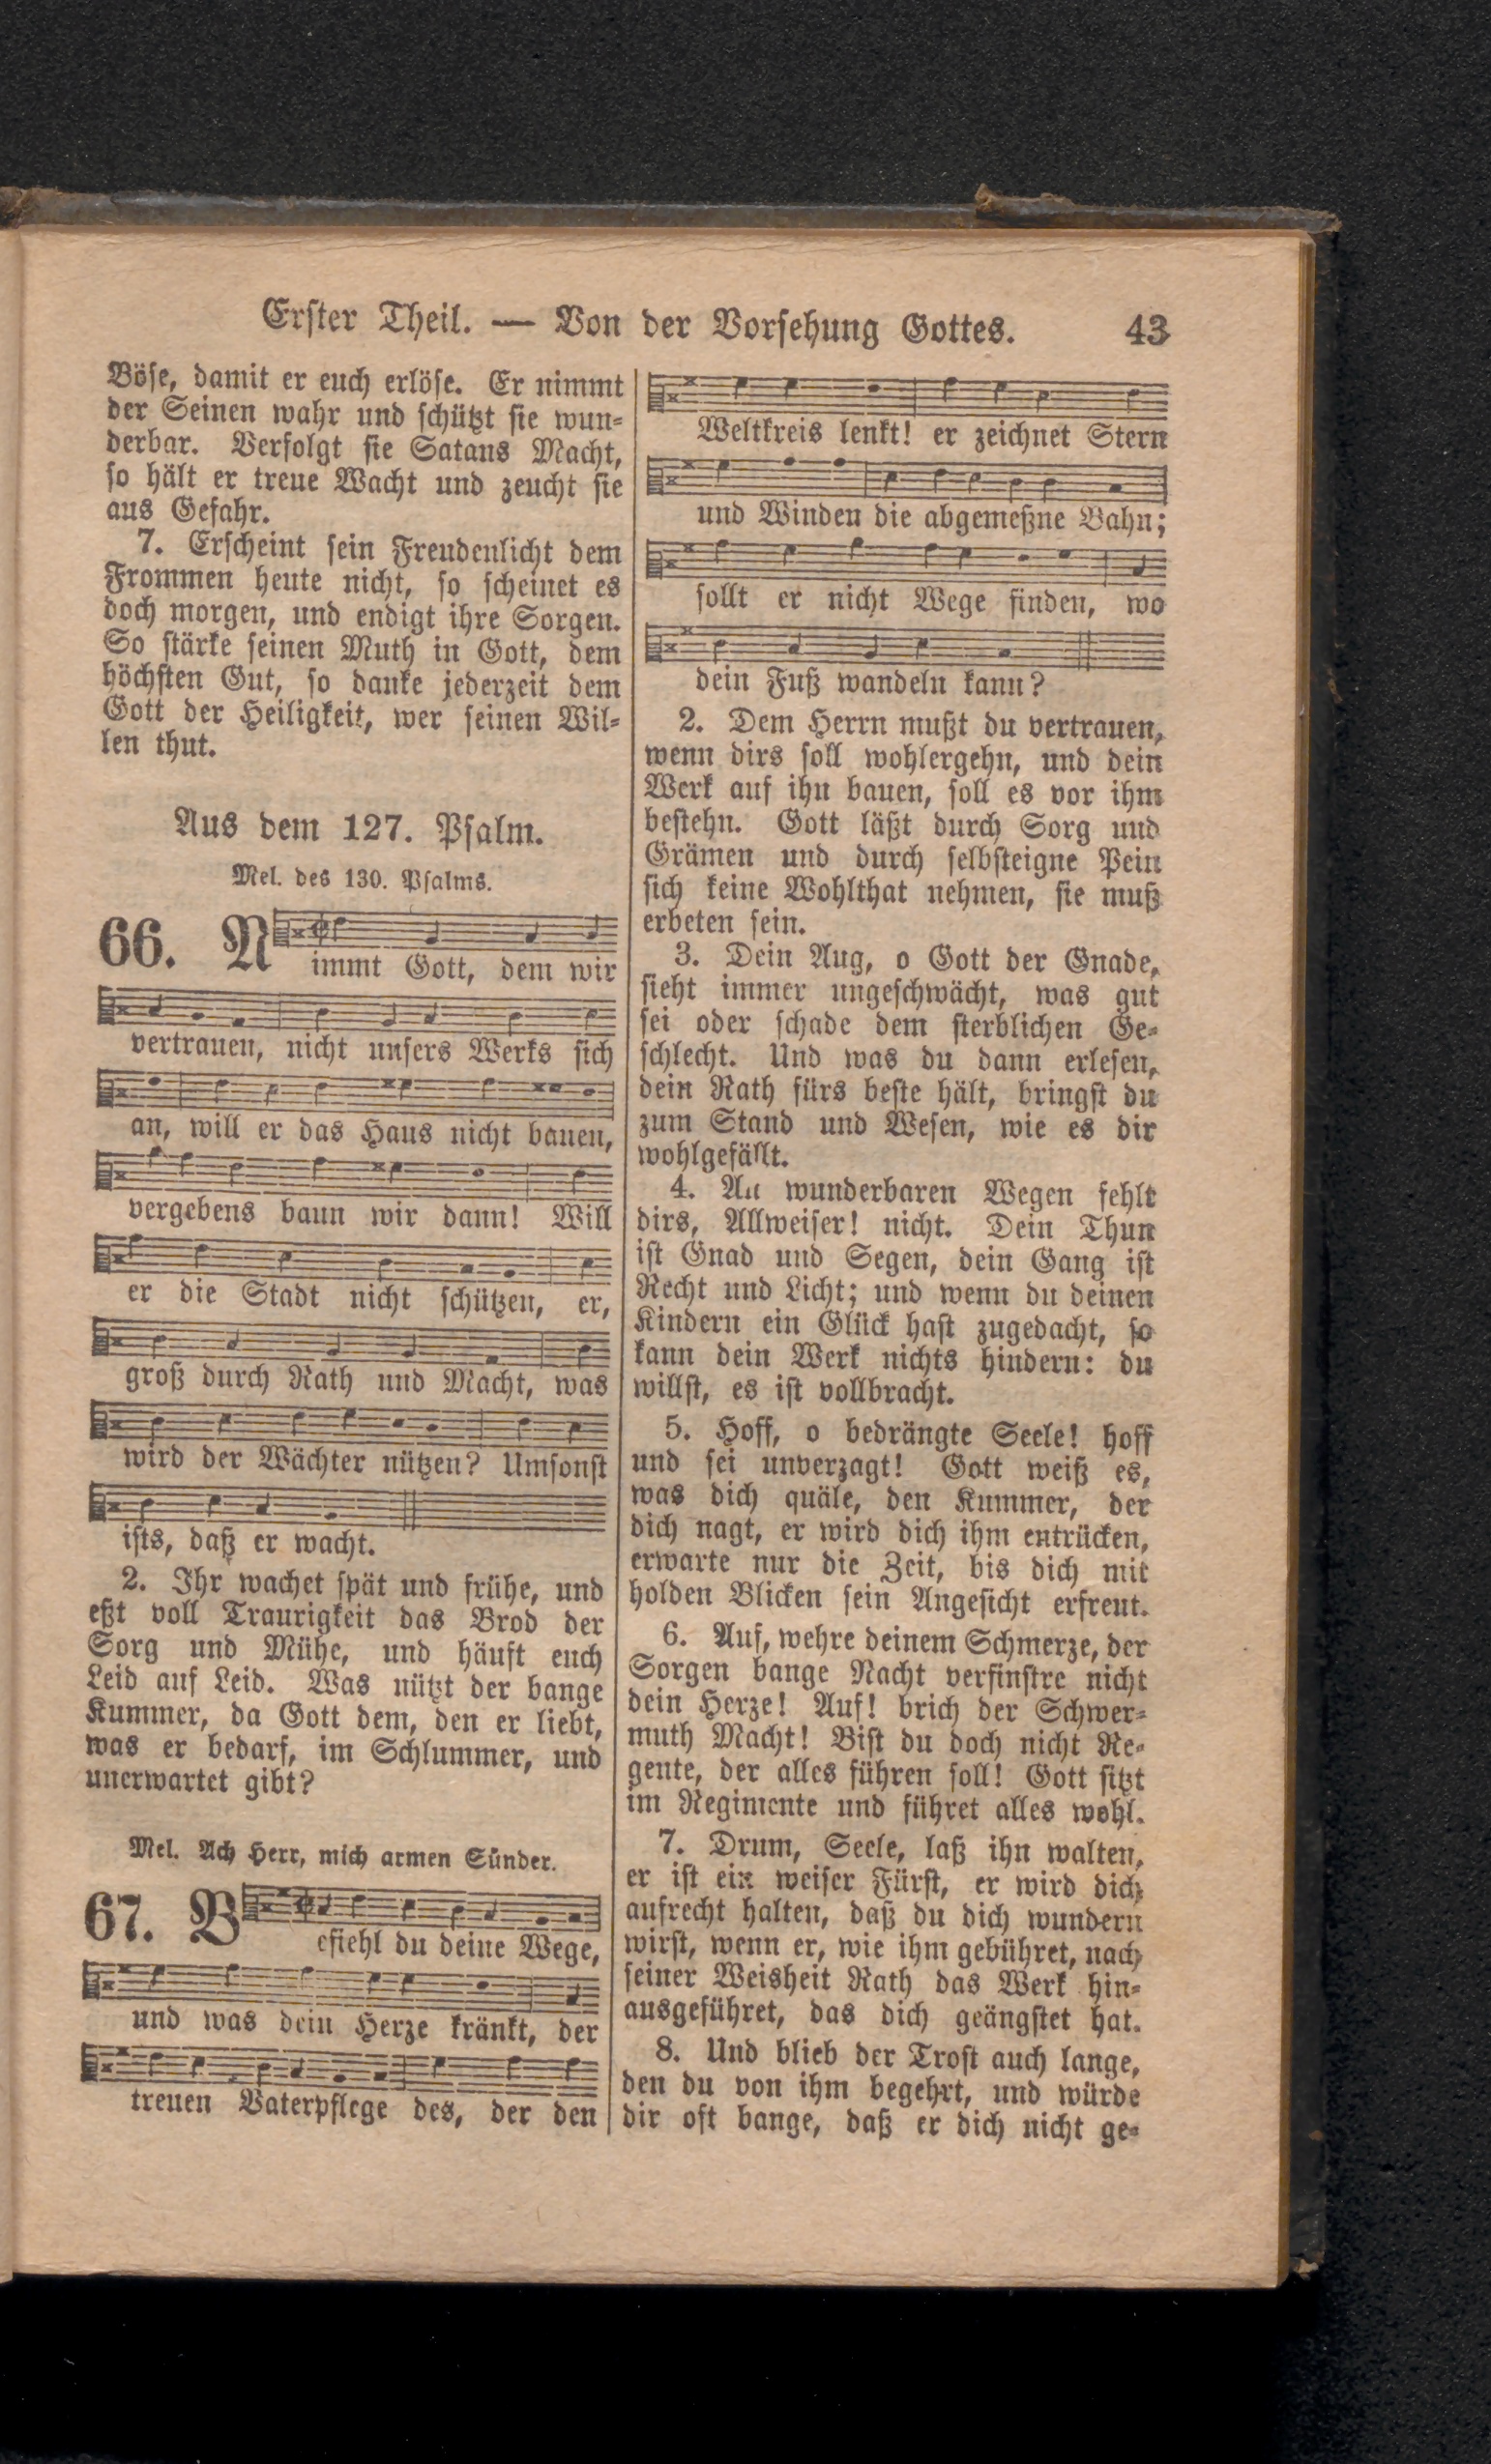 Erster Theil. — Von der Vorsehung Gottes. 43
Böse, damit er euch erlöse. Er nimmt
der Seinen wahr und schützt sie wun-
derbar. Verfolgt sie Satans Macht,
so hält er treue Wacht und zeucht sie
aus Gefahr.
7. Erscheint sein Freudenlicht dem
Frommen heute nicht, so scheinet es
doch morgen, und endigt ihre Sorgen.
So stärke seinen Muth in Gott, dem
höchsten Gut, so danke jederzeit dem
Gott der Heiligkeit, wer seinen Wil-
len thut.
Aus dem 127. Psalm.
Mel. des 130. Psalms.
66. Nimmt Gott, dem wir
vertrauen, nicht unsers Werks sich
an, will er das Haus nicht bauen,
vergebens baun wir dann! Will
er die Stadt nicht schützen, er,
groß durch Rath und Macht, was
wird der Wächter nützen? Umsonst
ists, daß er wacht.
2. Ihr wachet spät und frühe, und
eßt voll Traurigkeit das Brod der
Sorg und Mühe, und häuft euch
Leid auf Leid. Was nützt der bange
Kummer, da Gott dem, den er liebt,
was er bedarf, im Schlummer, und
unerwartet gibt?
Mel. Ach Herr, mich armen Sünder.
67. Befiehl du deine Wege,
und was dein Herze kränkt, der
treuen Vaterpflege des, der den
Weltkreis lenkt! er zeichnet Stern
und Winden die abgemeßne Bahn;
sollt er nicht Wege finden, wo
dein Fuß wandeln kann?
2. Dem Herrn mußt du vertrauen,
wenn dirs soll wohlergehn, und dein
Werk auf ihn bauen, soll es vor ihm
bestehn. Gott läßt durch Sorg und
Grämen und durch selbsteigne Pein
sich keine Wohlthat nehmen, sie muß
erbeten sein.
3. Dein Aug, o Gott der Gnade,
sieht immer ungeschwächt, was gut
sei oder schade dem sterblichen Ge-
schlecht. Und was du dann erlesen,
dein Rath fürs beste hält, bringst du
zum Stand und Wesen, wie es dir
wohlgefällt.
4. An wunderbaren Wegen fehlt
dirs, Allweiser! nicht. Dein Thun
ist Gnad und Segen, dein Gang ist
Recht und Licht; und wenn du deinen
Kindern ein Glück hast zugedacht, so
kann dein Werk nichts hindern: du
willst, es ist vollbracht.
5. Hoff, o bedrängte Seele! hoff
und sei unverzagt! Gott weiß es,
was dich quäle, den Kummer, der
dich nagt, er wird dich ihm entrücken,
erwarte nur die Zeit, bis dich mit
holden Blicken sein Angesicht erfreut.
6. Auf, wehre deinem Schmerze, der
Sorgen bange Nacht verfinstre nicht
dein Herze! Auf! brich der Schwer-
muth Macht! Bist du doch nicht Re-
gente, der alles führen soll! Gott sitzt
im Regimente und führet alles wohl.
7. Drum, Seele, laß ihn walten,
er ist ein weiser Fürst, er wird dich
aufrecht halten, daß du dich wundern
wirst, wenn er, wie ihm gebühret, nach
seiner Weisheit Rath das Werk hin-
ausgeführet, das dich geängstet hat.
8. Und blieb der Trost auch lange,
den du von ihm begehrt, und würde
dir oft bange, daß er dich nicht ge-